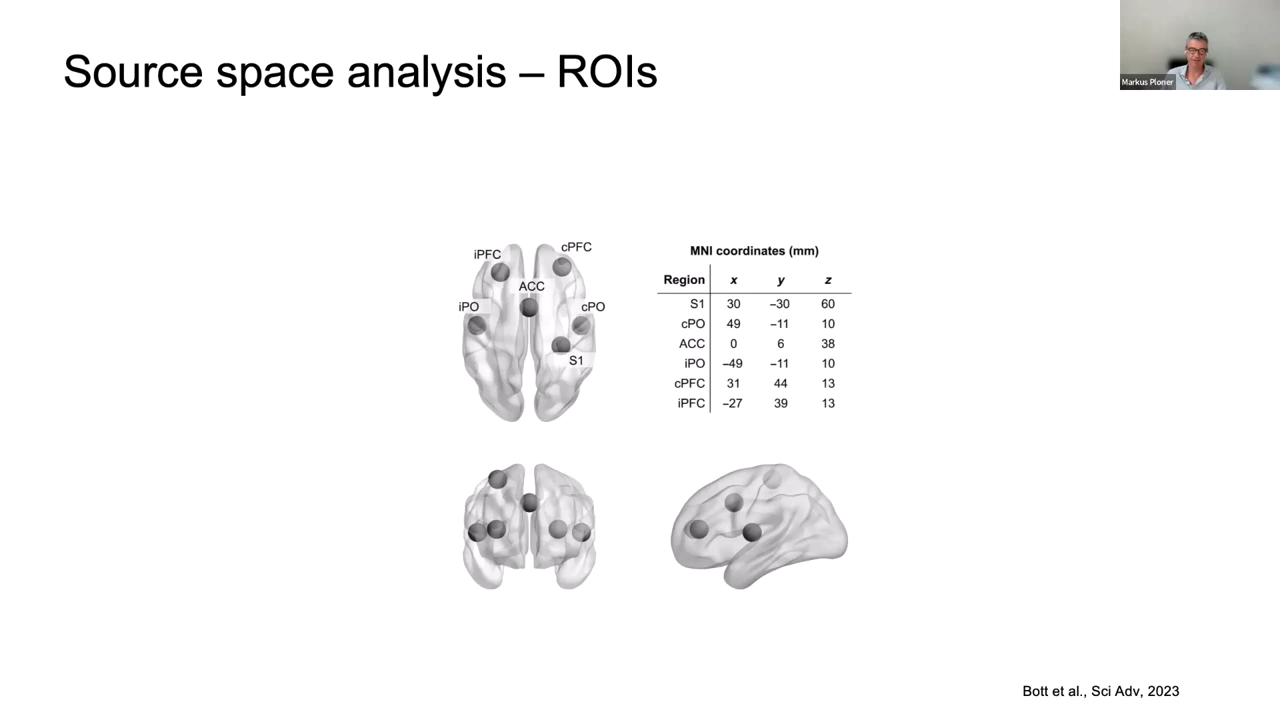 Source space analysis – ROIs
Markus Ploner
iPFC
cPFC
ACC
iPO
cPO
S1
MNI coordinates (mm)
Region x y z
S1 30 –30 60
cPO 49 –11 10
ACC 0 6 38
iPO –49 –11 10
cPFC 31 44 13
iPFC –27 39 13
Bott et al., Sci Adv, 2023